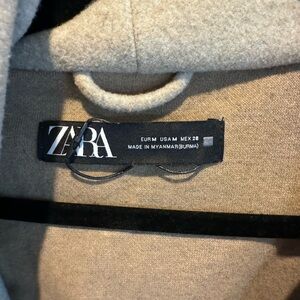 ZARA
EUR M USA M MEX 28
MADE IN MYANMAR(BURMA)